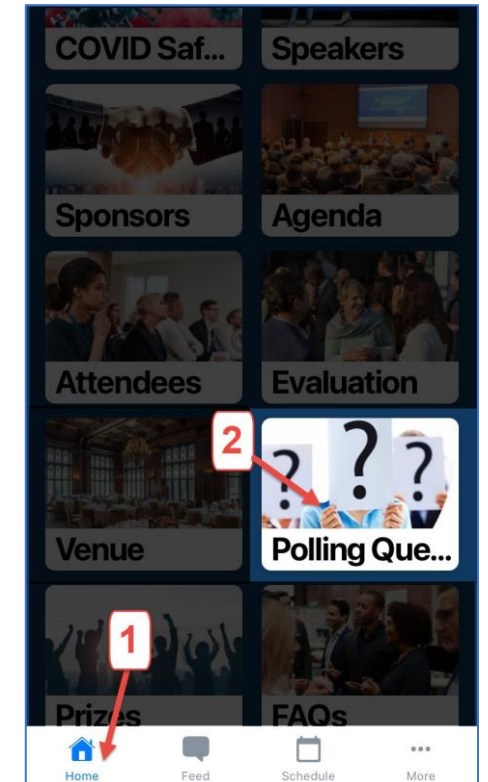 COVID Saf...
Speakers
Sponsors
Agenda
Attendees
Evaluation
2
? ? ?
Venue
Polling Que...
1
Prizes
FAQs
Home
Feed
Schedule
More